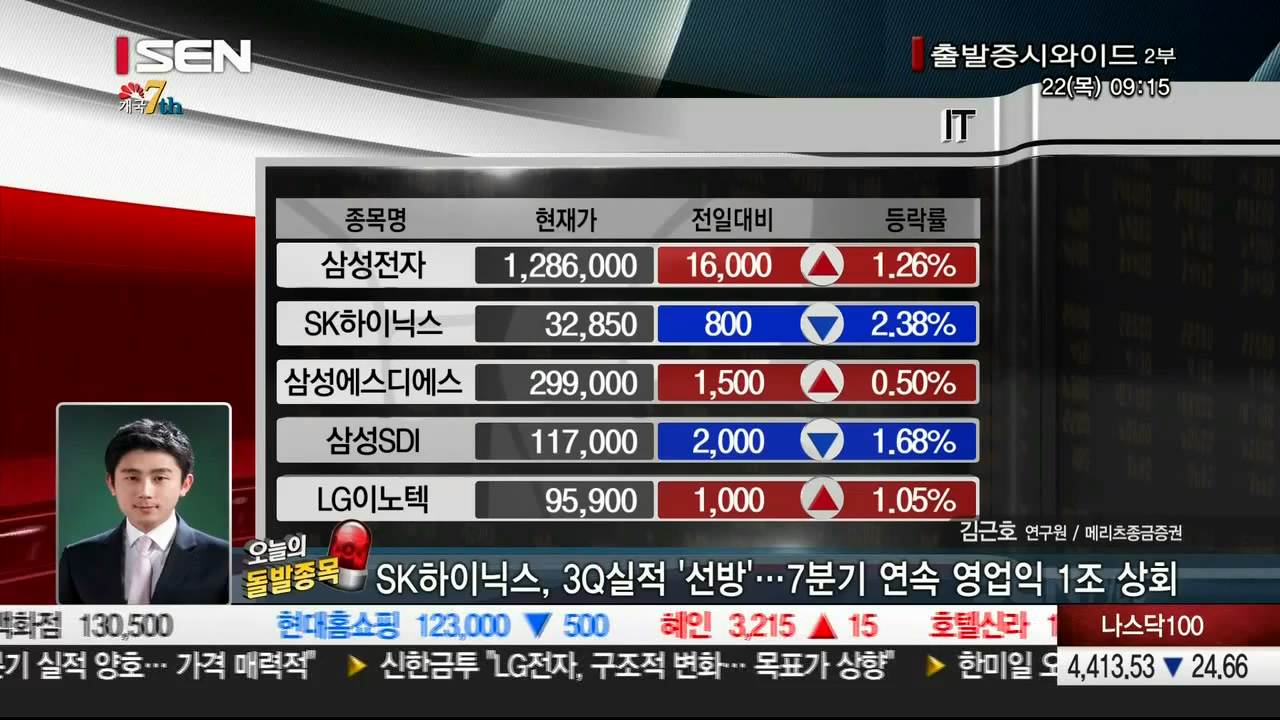 SEN
개국 7th
출발증시와이드 2부
22(목) 09:15
IT
종목명 현재가 전일대비 등락률
삼성전자 1,286,000 16,000 ▲ 1.26%
SK하이닉스 32,850 800 ▼ 2.38%
삼성에스디에스 299,000 1,500 ▲ 0.50%
삼성SDI 117,000 2,000 ▼ 1.68%
LG이노텍 95,900 1,000 ▲ 1.05%
김근호 연구원 / 메리츠종금증권
오늘의 돌발종목
SK하이닉스, 3Q실적 '선방'…7분기 연속 영업익 1조 상회
백화점 130,500 현대홈쇼핑 123,000 ▼ 500 혜인 3,215 ▲ 15 호텔신라
나스닥100
분기 실적 양호… 가격 매력적" ▶ 신한금투 "LG전자, 구조적 변화… 목표가 상향" ▶ 한미일
4,413.53 ▼ 24.66